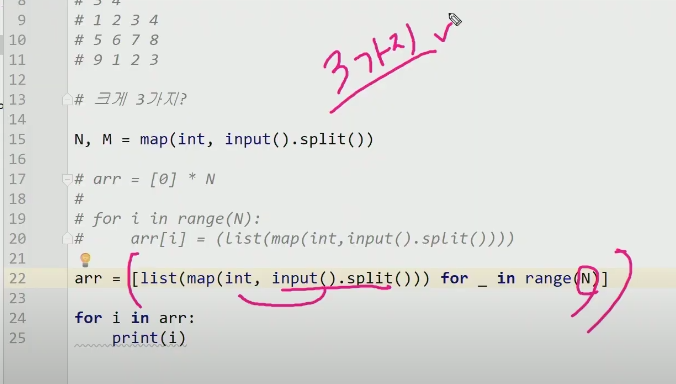 8 # 3 4
9 # 1 2 3 4
10 # 5 6 7 8
11 # 9 1 2 3
12
13 # 크게 3가지?
14
15 N, M = map(int, input().split())
16
17 # arr = [0] * N
18 #
19 # for i in range(N):
20 #     arr[i] = (list(map(int,input().split())))
21
22 arr = [list(map(int, input().split())) for _ in range(N)]
23
24 for i in arr:
25     print(i)
3가지